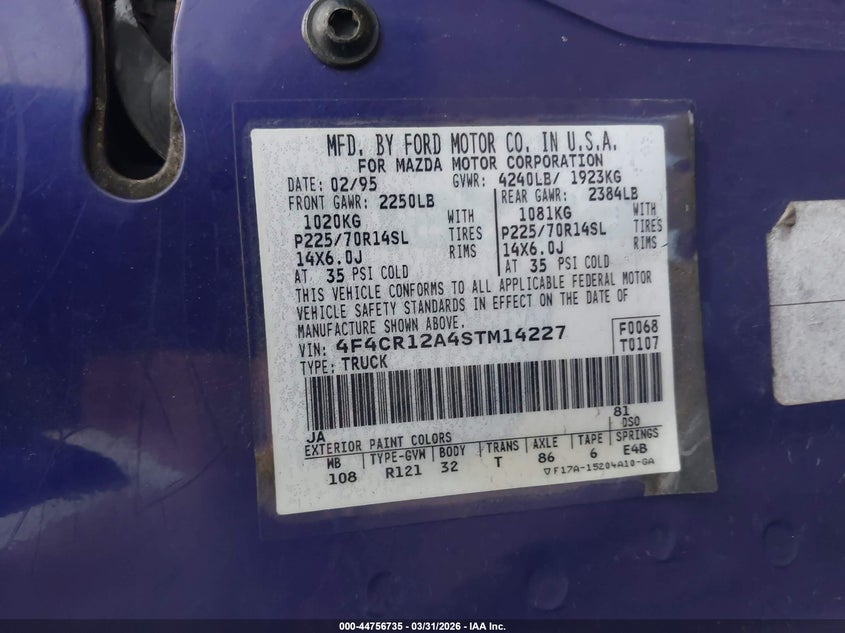 MFD. BY FORD MOTOR CO. IN U.S.A.
FOR MAZDA MOTOR CORPORATION
DATE: 02/95 GVWR: 4240LB/ 1923KG
FRONT GAWR: 2250LB REAR GAWR: 2384LB
1020KG WITH 1081KG WITH
P225/70R14SL TIRES P225/70R14SL TIRES
14X6.0J RIMS 14X6.0J RIMS
AT 35 PSI COLD AT 35 PSI COLD
THIS VEHICLE CONFORMS TO ALL APPLICABLE FEDERAL MOTOR
VEHICLE SAFETY STANDARDS IN EFFECT ON THE DATE OF
MANUFACTURE SHOWN ABOVE.
VIN: 4F4CR12A4STM14227 F0068
TYPE: TRUCK T0107
JA 81
EXTERIOR PAINT COLORS DSO
WB TYPE-GVM BODY TRANS AXLE TAPE SPRINGS
108 R121 32 T 86 6 E4B
▽F17A-15204A10-GA
000-44756735 — 03/31/2026 — IAA Inc.